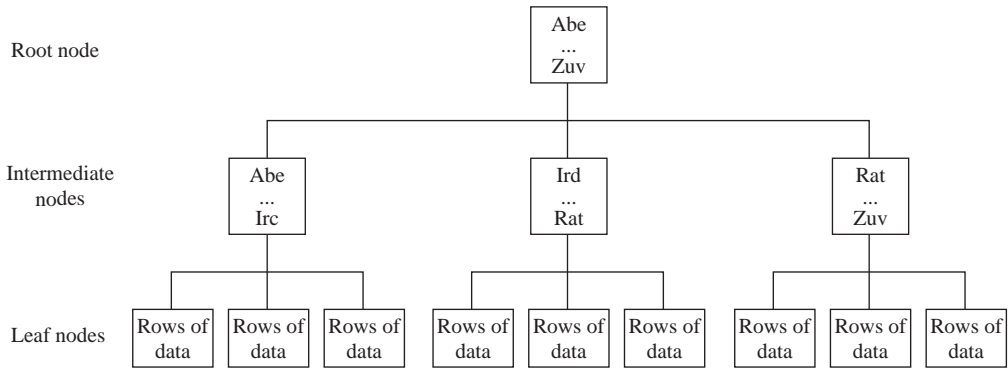 Root node
Abe
...
Zuv
Intermediate
nodes
Abe
...
Irc
Ird
...
Rat
Rat
...
Zuv
Leaf nodes
Rows of
data
Rows of
data
Rows of
data
Rows of
data
Rows of
data
Rows of
data
Rows of
data
Rows of
data
Rows of
data